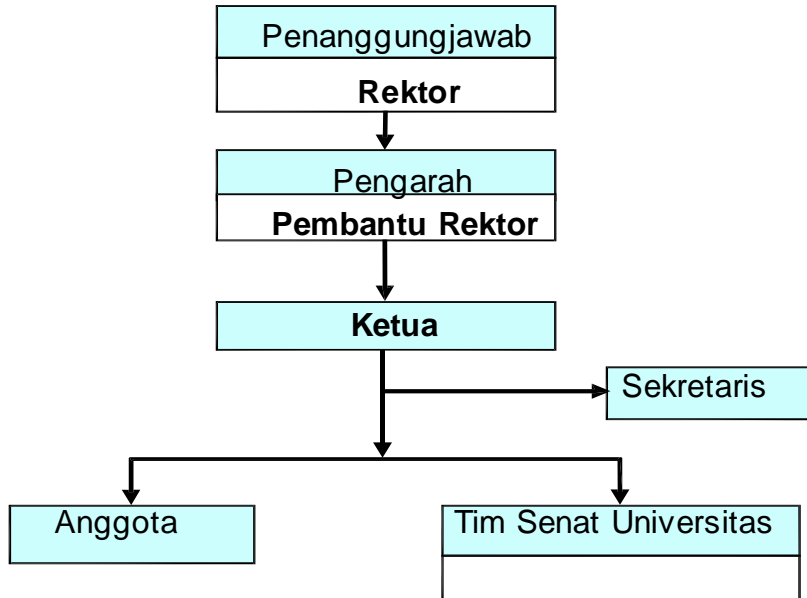 Penanggungjawab
Rektor
Pengarah
Pembantu Rektor
Ketua
Sekretaris
Anggota
Tim Senat Universitas